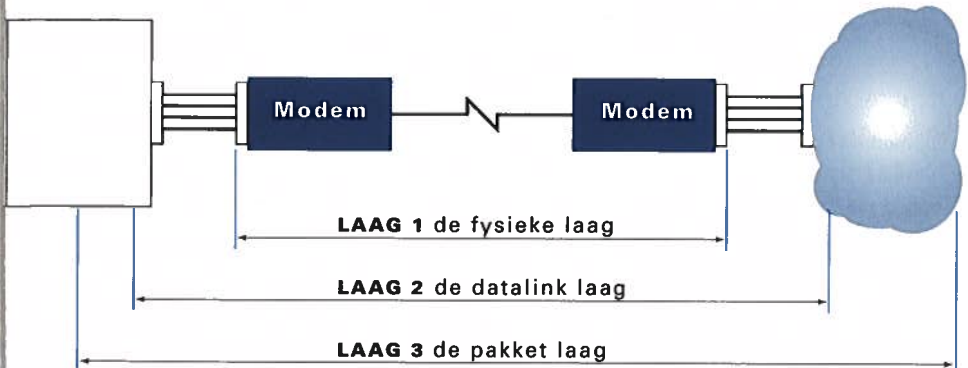 Modem
Modem
LAAG 1 de fysieke laag
LAAG 2 de datalink laag
LAAG 3 de pakket laag